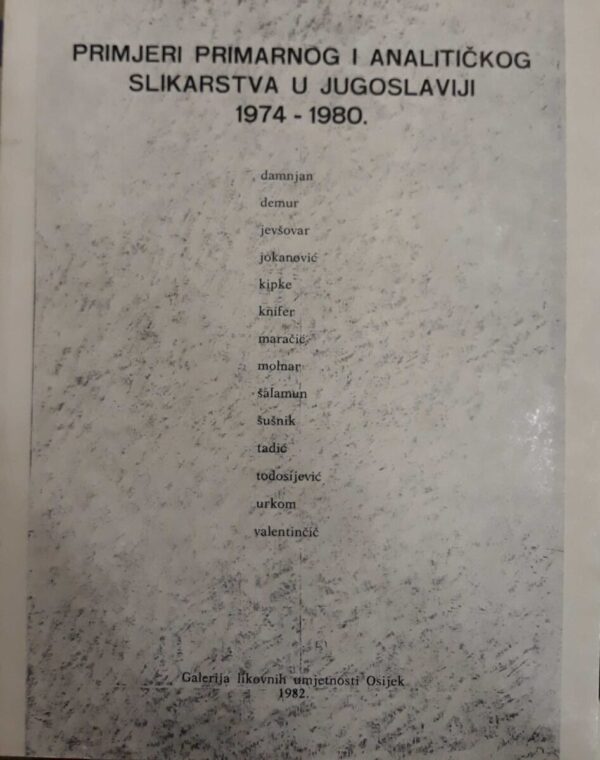 PRIMJERI PRIMARNOG I ANALITIČKOG
SLIKARSTVA U JUGOSLAVIJI
1974 - 1980.
damnjan
demur
jevšovar
jokanović
kipke
knifer
maračić
molnar
šalamun
šušnik
tadić
todosijević
urkom
valentinčič
Galerija likovnih umjetnosti Osijek
1982.